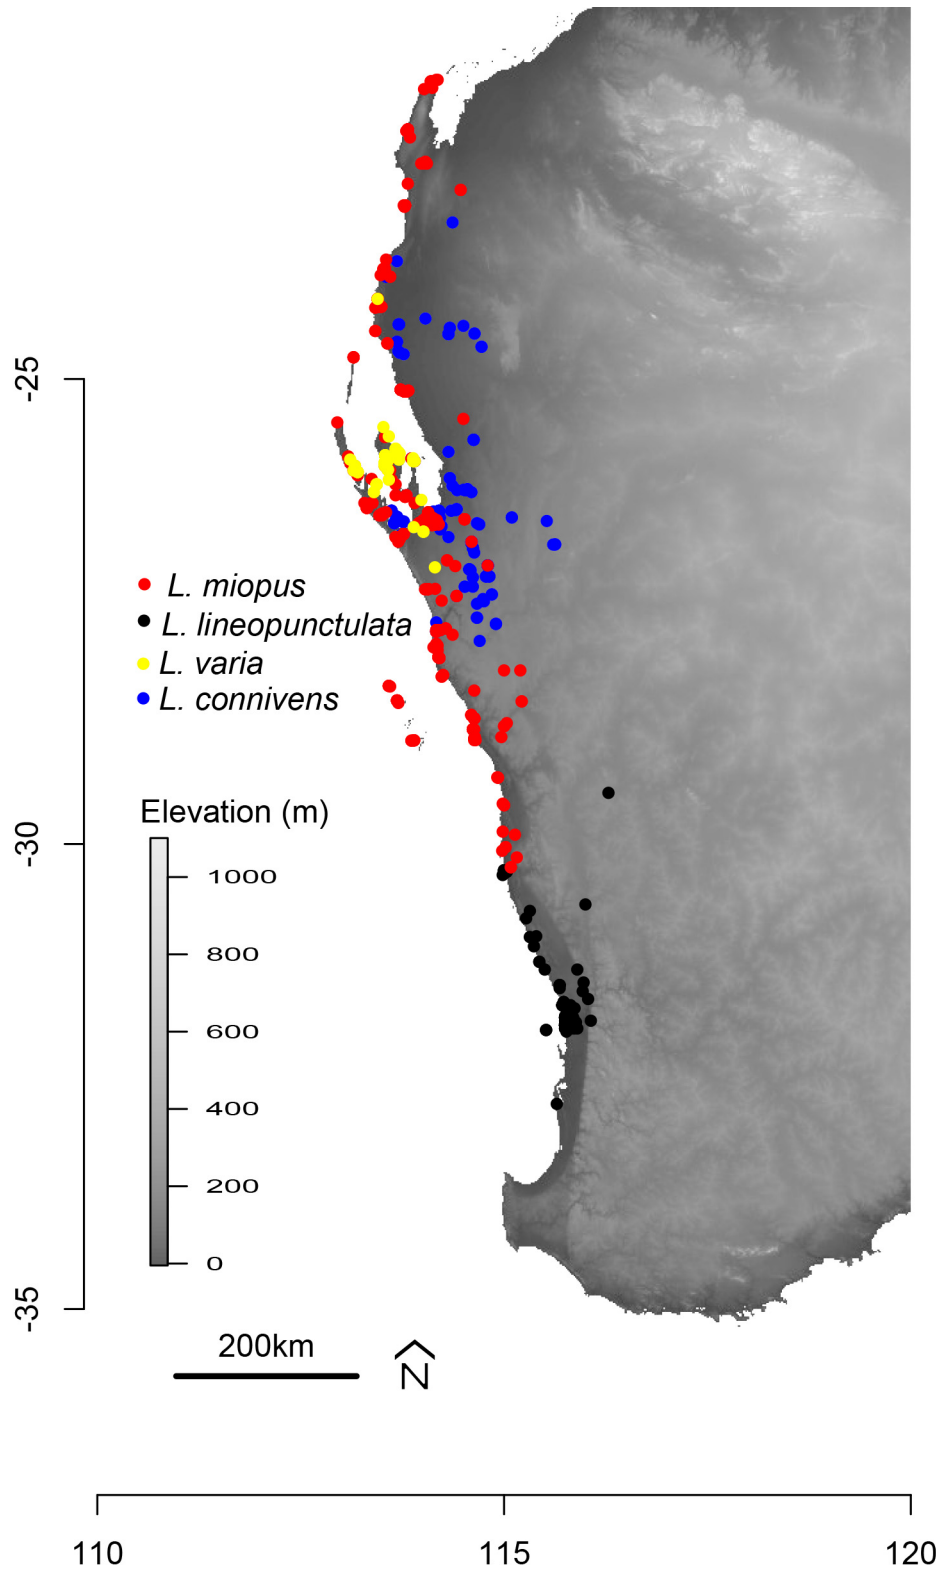 -25
L. miopus
L. lineopunctulata
L. varia
L. connivens
Elevation (m)
-30
1000
800
600
400
200
0
-35
200km
N
110 115 120